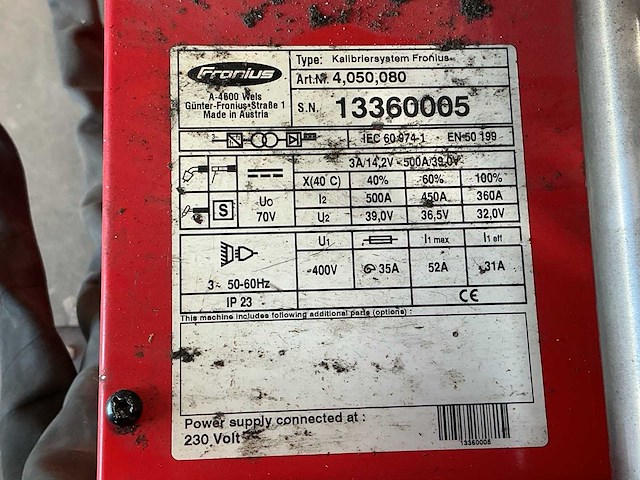 Fronius
A-4600 Wels
Günter-Fronius-Straße 1
Made in Austria
Type: Kalibriersystem Fronius
Art.Nr. 4,050,080
S.N. 13360005
3~
IEC 60 974-1 EN 50 199
3A/14,2V - 500A/39,0V
X(40°C) 40% 60% 100%
S Uo 70V
I2 500A 450A 360A
U2 39,0V 36,5V 32,0V
3~ 50-60Hz
U1 I1 max I1 eff
~400V 35A 52A 31A
IP 23 CE
This machine includes following additional parts (options) :
Power supply connected at :
230 Volt
13360005